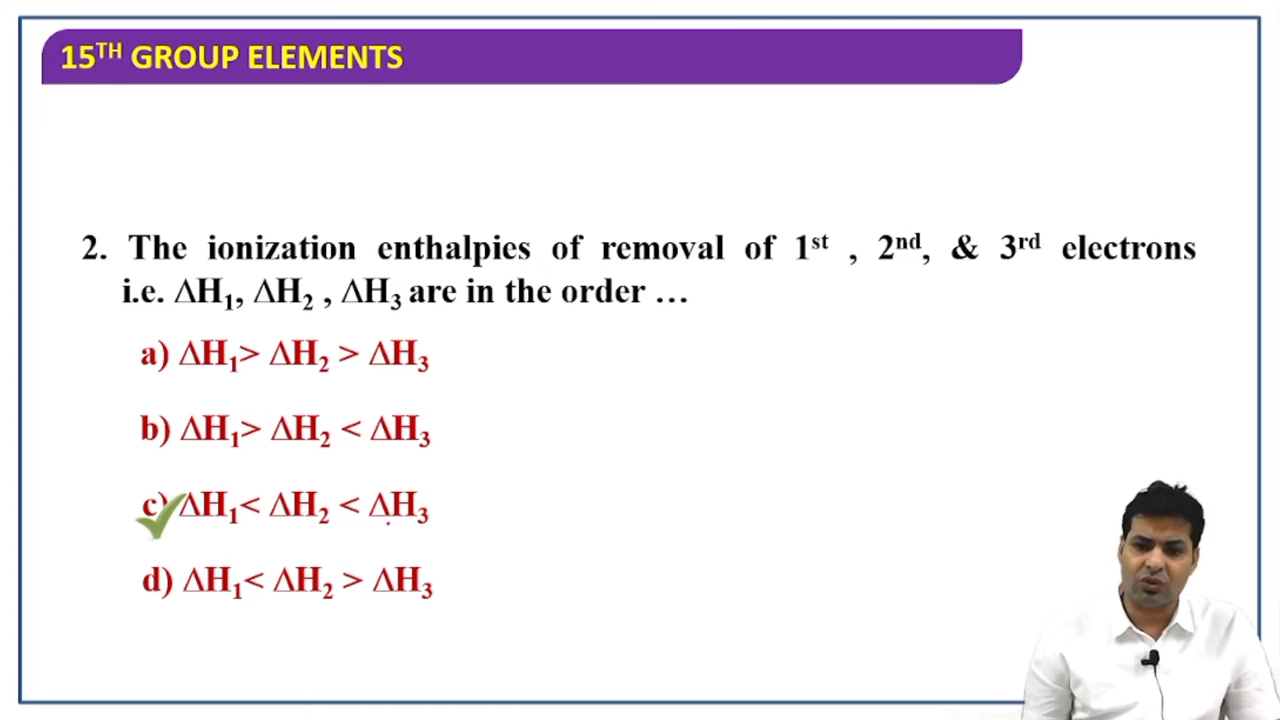 15TH GROUP ELEMENTS
2. The ionization enthalpies of removal of 1st , 2nd, & 3rd electrons
i.e. ΔH1, ΔH2 , ΔH3 are in the order …
a) ΔH1> ΔH2 > ΔH3
b) ΔH1> ΔH2 < ΔH3
c) ΔH1< ΔH2 < ΔH3
d) ΔH1< ΔH2 > ΔH3